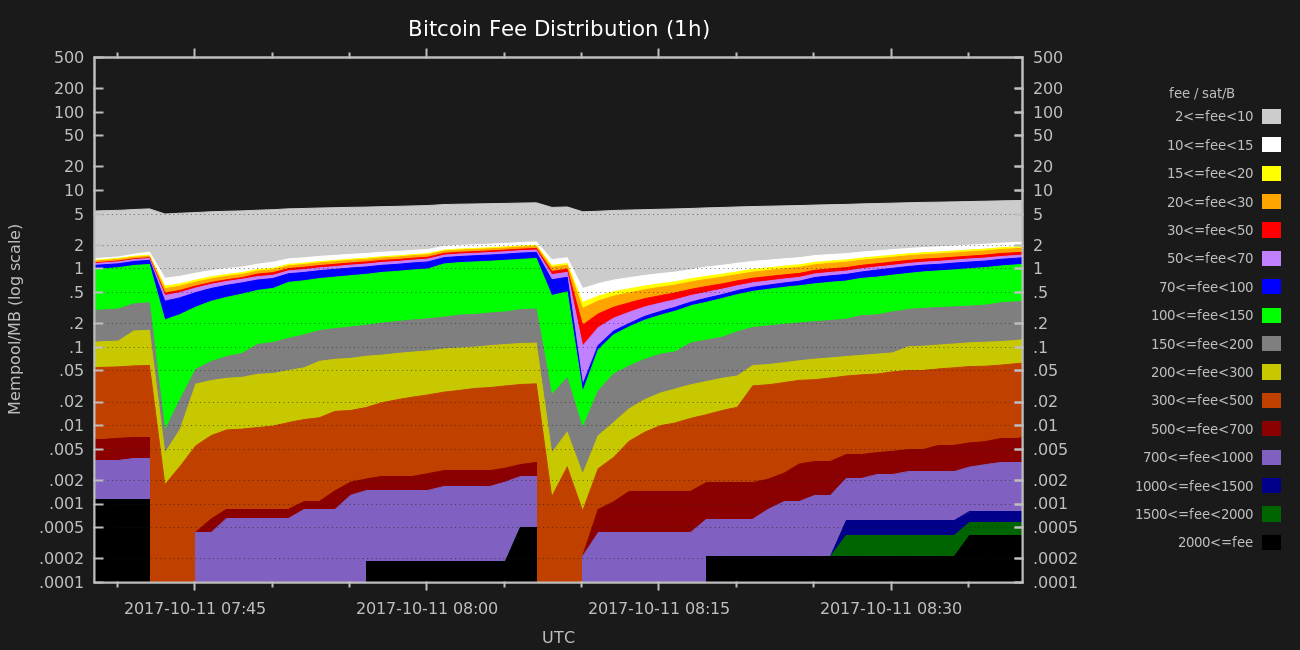 Bitcoin Fee Distribution (1h)
Mempool/MB (log scale)
500
200
100
50
20
10
5
2
1
.5
.2
.1
.05
.02
.01
.005
.002
.001
.0005
.0002
.0001
500
200
100
50
20
10
5
2
1
.5
.2
.1
.05
.02
.01
.005
.002
.001
.0005
.0002
.0001
2017-10-11 07:45
2017-10-11 08:00
2017-10-11 08:15
2017-10-11 08:30
UTC
fee / sat/B
2<=fee<10
10<=fee<15
15<=fee<20
20<=fee<30
30<=fee<50
50<=fee<70
70<=fee<100
100<=fee<150
150<=fee<200
200<=fee<300
300<=fee<500
500<=fee<700
700<=fee<1000
1000<=fee<1500
1500<=fee<2000
2000<=fee